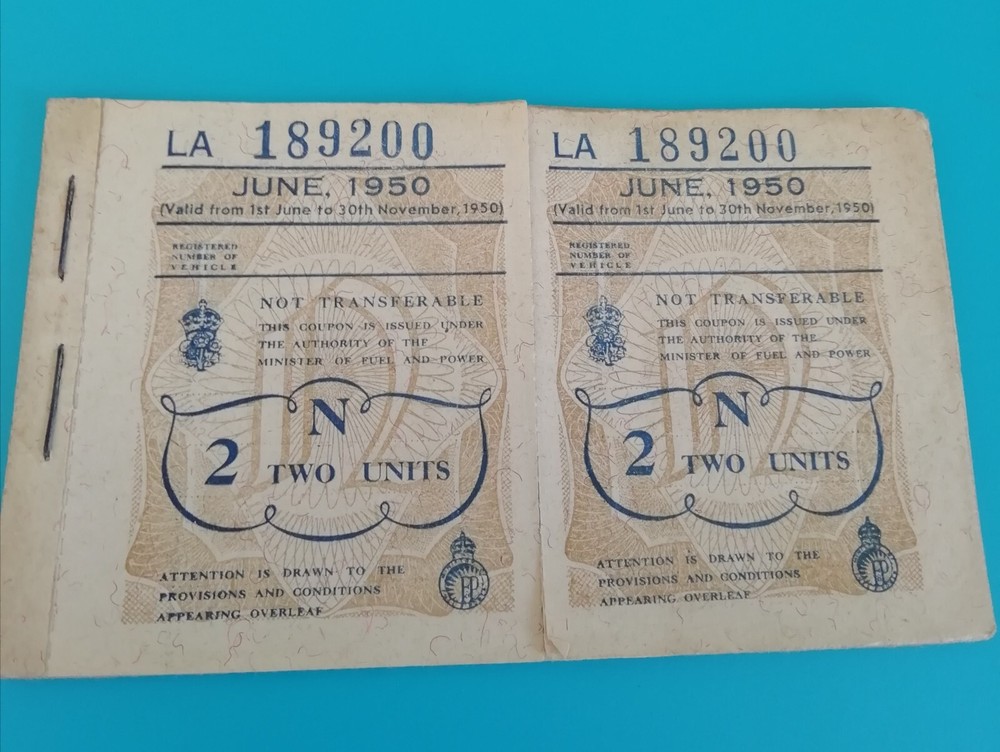 LA 189200
JUNE, 1950
(Valid from 1st June to 30th November, 1950)
REGISTERED
NUMBER OF
VEHICLE
NOT TRANSFERABLE
THIS COUPON IS ISSUED UNDER
THE AUTHORITY OF THE
MINISTER OF FUEL AND POWER
N
2 TWO UNITS
ATTENTION IS DRAWN TO THE
PROVISIONS AND CONDITIONS
APPEARING OVERLEAF
LA 189200
JUNE, 1950
(Valid from 1st June to 30th November, 1950)
REGISTERED
NUMBER OF
VEHICLE
NOT TRANSFERABLE
THIS COUPON IS ISSUED UNDER
THE AUTHORITY OF THE
MINISTER OF FUEL AND POWER
N
2 TWO UNITS
ATTENTION IS DRAWN TO THE
PROVISIONS AND CONDITIONS
APPEARING OVERLEAF